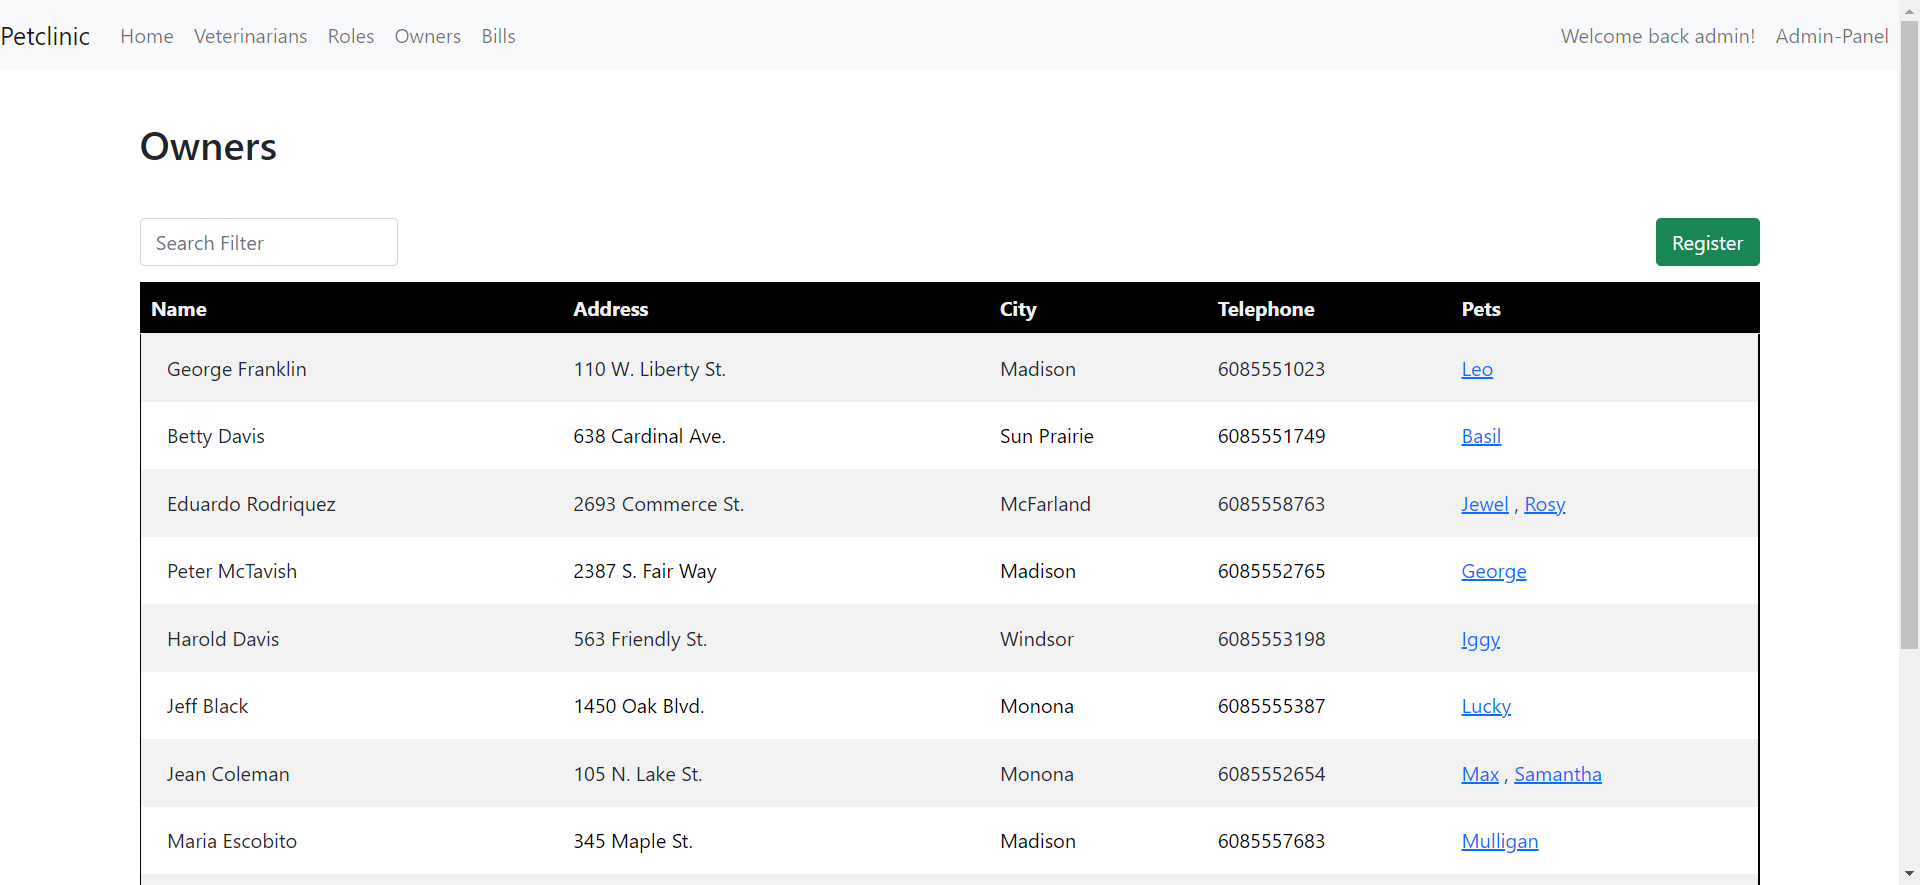 Petclinic Home Veterinarians Roles Owners Bills Welcome back admin! Admin-Panel
Owners
Search Filter Register
Name Address City Telephone Pets
George Franklin 110 W. Liberty St. Madison 6085551023 Leo
Betty Davis 638 Cardinal Ave. Sun Prairie 6085551749 Basil
Eduardo Rodriquez 2693 Commerce St. McFarland 6085558763 Jewel , Rosy
Peter McTavish 2387 S. Fair Way Madison 6085552765 George
Harold Davis 563 Friendly St. Windsor 6085553198 Iggy
Jeff Black 1450 Oak Blvd. Monona 6085555387 Lucky
Jean Coleman 105 N. Lake St. Monona 6085552654 Max , Samantha
Maria Escobito 345 Maple St. Madison 6085557683 Mulligan